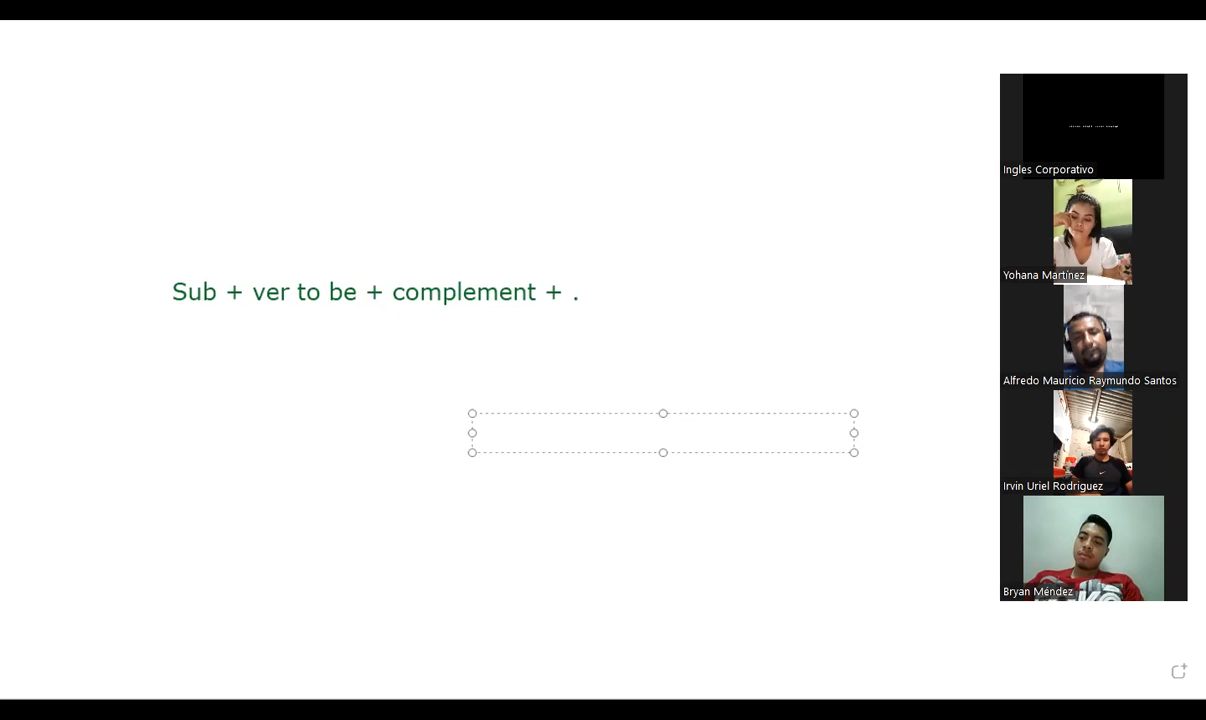 Sub + ver to be + complement + .
Ingles Corporativo
Yohana Martínez
Alfredo Mauricio Raymundo Santos
Irvin Uriel Rodriguez
Bryan Méndez